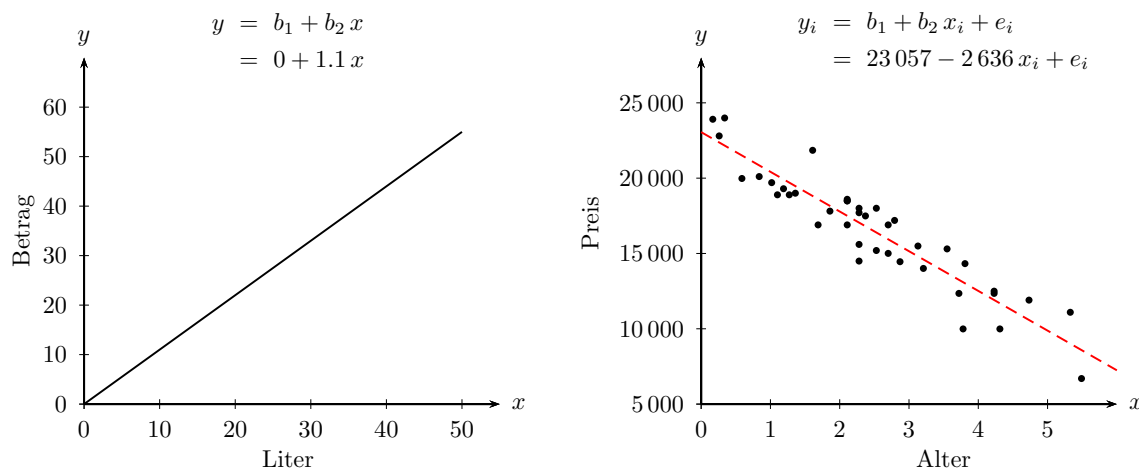 y = b₁ + b₂ x
= 0 + 1.1 x
y
60
50
40
30
20
10
0
Betrag
0 10 20 30 40 50
x
Liter
yᵢ = b₁ + b₂ xᵢ + eᵢ
= 23 057 − 2 636 xᵢ + eᵢ
y
25 000
20 000
15 000
10 000
5 000
Preis
0 1 2 3 4 5
x
Alter